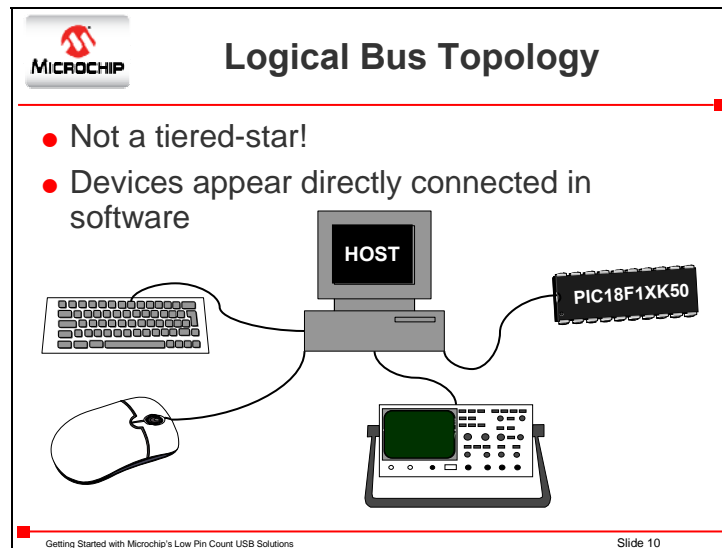 MICROCHIP
Logical Bus Topology
● Not a tiered-star!
● Devices appear directly connected in
software
HOST
PIC18F1XK50
Getting Started with Microchip's Low Pin Count USB Solutions
Slide 10